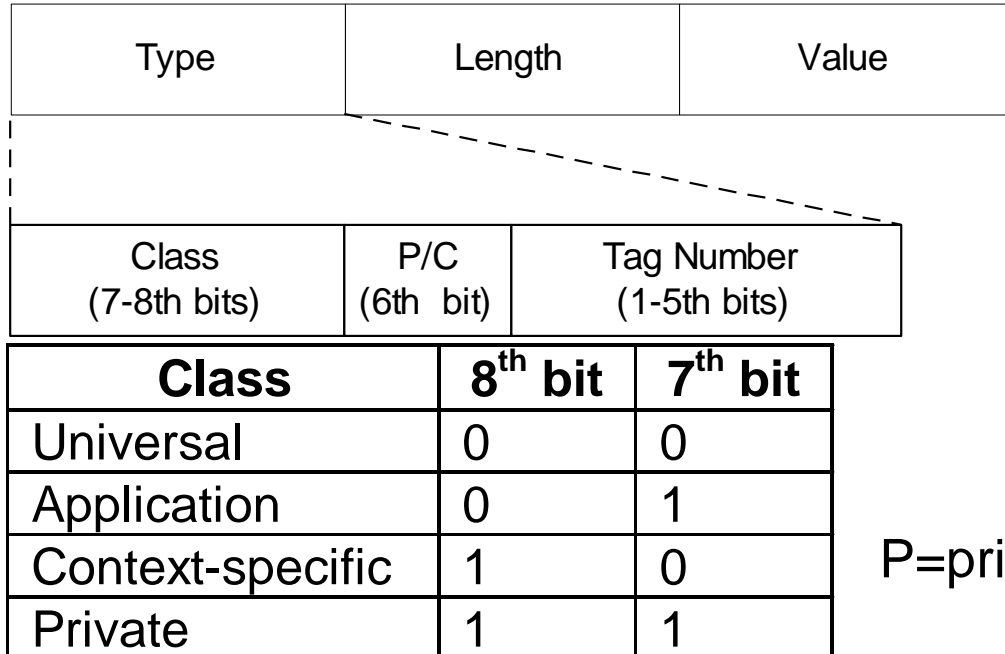 Type Length Value
Class P/C Tag Number
(7-8th bits) (6th bit) (1-5th bits)
Class 8th bit 7th bit
Universal 0 0
Application 0 1
Context-specific 1 0
P=pri
Private 1 1